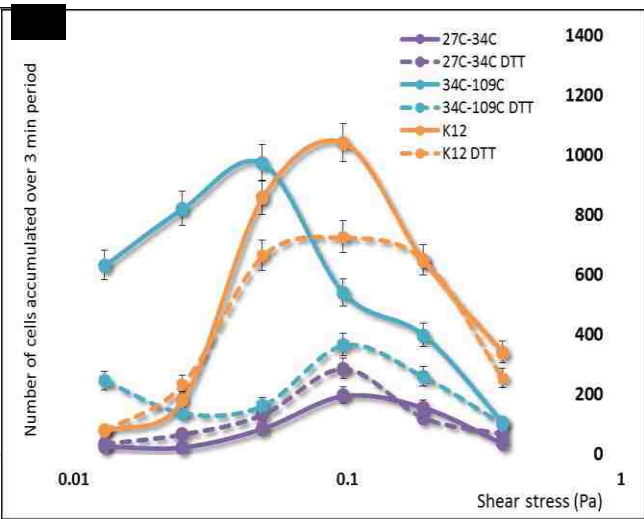 27C-34C
27C-34C DTT
34C-109C
34C-109C DTT
K12
K12 DTT
1400
1200
1000
800
600
400
200
0
Number of cells accumulated over 3 min period
0.01
0.1
1
Shear stress (Pa)